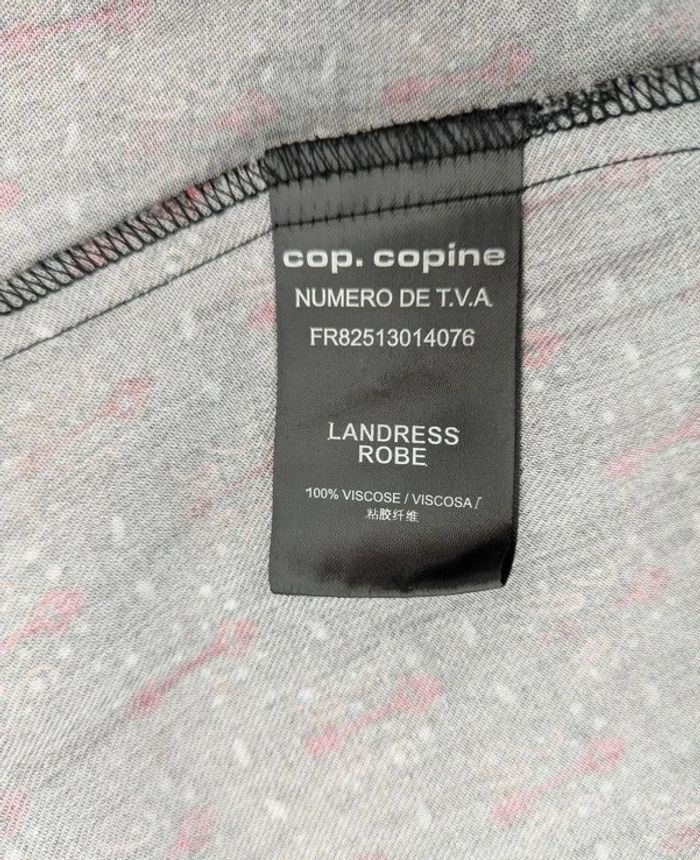 cop. copine
NUMERO DE T.V.A
FR82513014076
LANDRESS
ROBE
100% VISCOSE / VISCOSA /
粘胶纤维